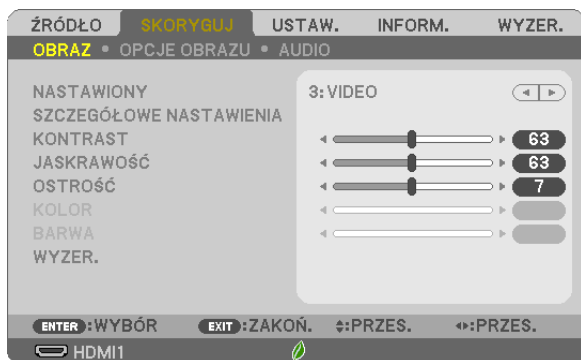 ŹRÓDŁO SKORYGUJ USTAW. INFORM. WYZER.
OBRAZ • OPCJE OBRAZU • AUDIO
NASTAWIONY 3: VIDEO
SZCZEGÓŁOWE NASTAWIENIA
KONTRAST 63
JASKRAWOŚĆ 63
OSTROŚĆ 7
KOLOR
BARWA
WYZER.
ENTER :WYBÓR EXIT :ZAKOŃ. :PRZES. :PRZES.
HDMI1